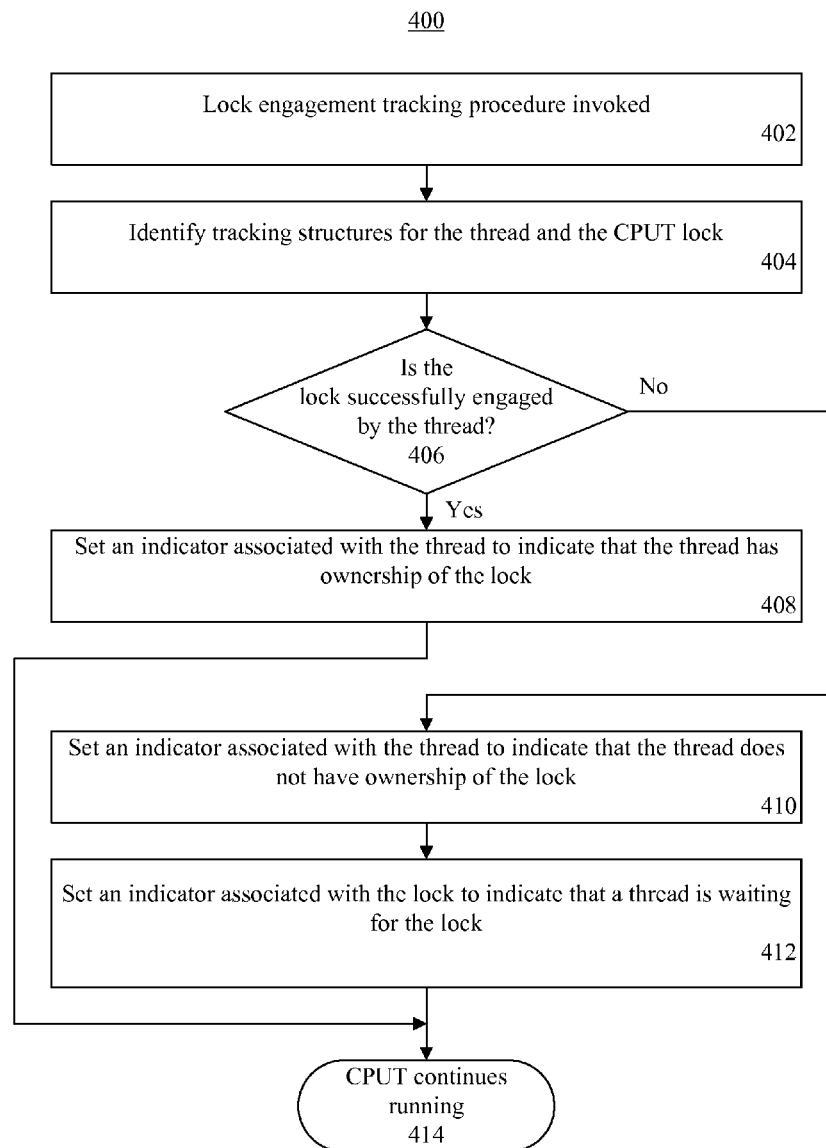 400
Lock engagement tracking procedure invoked
402
Identify tracking structures for the thread and the CPUT lock
404
Is the
lock successfully engaged
by the thread?
406
No
Yes
Set an indicator associated with the thread to indicate that the thread has
ownership of the lock
408
Set an indicator associated with the thread to indicate that the thread does
not have ownership of the lock
410
Set an indicator associated with the lock to indicate that a thread is waiting
for the lock
412
CPUT continues
running
414